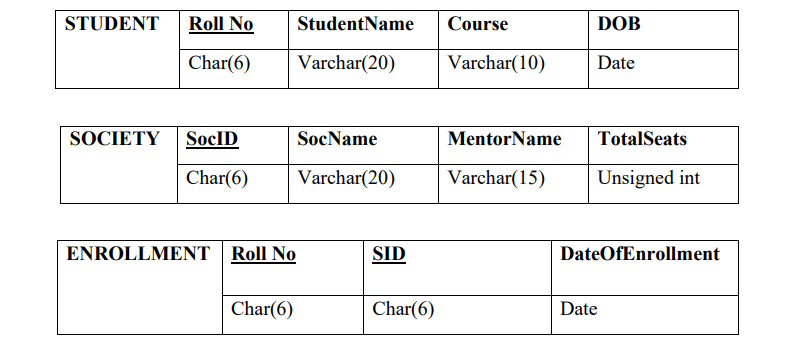 STUDENT Roll No StudentName Course DOB
Char(6) Varchar(20) Varchar(10) Date
SOCIETY SocID SocName MentorName TotalSeats
Char(6) Varchar(20) Varchar(15) Unsigned int
ENROLLMENT Roll No SID DateOfEnrollment
Char(6) Char(6) Date